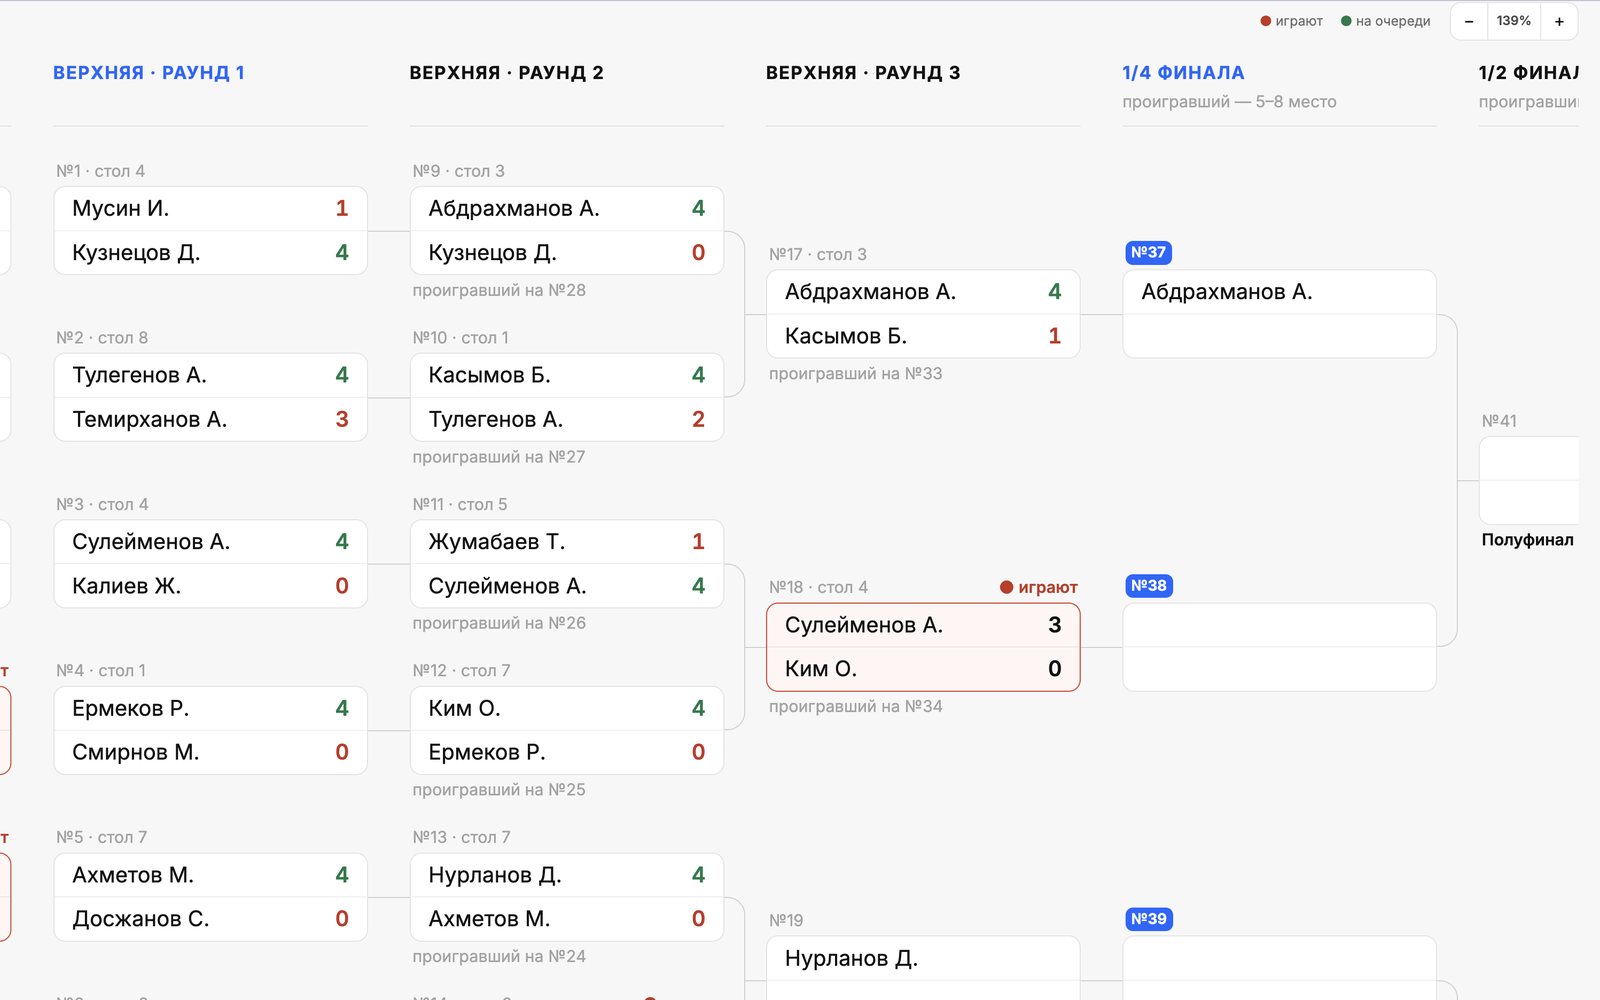 играют
на очереди
−
139%
+
ВЕРХНЯЯ · РАУНД 1
ВЕРХНЯЯ · РАУНД 2
ВЕРХНЯЯ · РАУНД 3
1/4 ФИНАЛА
проигравший — 5–8 место
№1 · стол 4
Мусин И. 1
Кузнецов Д. 4
№2 · стол 8
Тулегенов А. 4
Темирханов А. 3
№3 · стол 4
Сулейменов А. 4
Калиев Ж. 0
№4 · стол 1
Ермеков Р. 4
Смирнов М. 0
№5 · стол 7
Ахметов М. 4
Досжанов С. 0
№9 · стол 3
Абдрахманов А. 4
Кузнецов Д. 0
проигравший на №28
№10 · стол 1
Касымов Б. 4
Тулегенов А. 2
проигравший на №27
№11 · стол 5
Жумабаев Т. 1
Сулейменов А. 4
проигравший на №26
№12 · стол 7
Ким О. 4
Ермеков Р. 0
проигравший на №25
№13 · стол 7
Нурланов Д. 4
Ахметов М. 0
проигравший на №24
№17 · стол 3
Абдрахманов А. 4
Касымов Б. 1
проигравший на №33
№18 · стол 4 играют
Сулейменов А. 3
Ким О. 0
проигравший на №34
№19
Нурланов Д.
№37
Абдрахманов А.
№38
№39
1/2
№41
Полуфинал